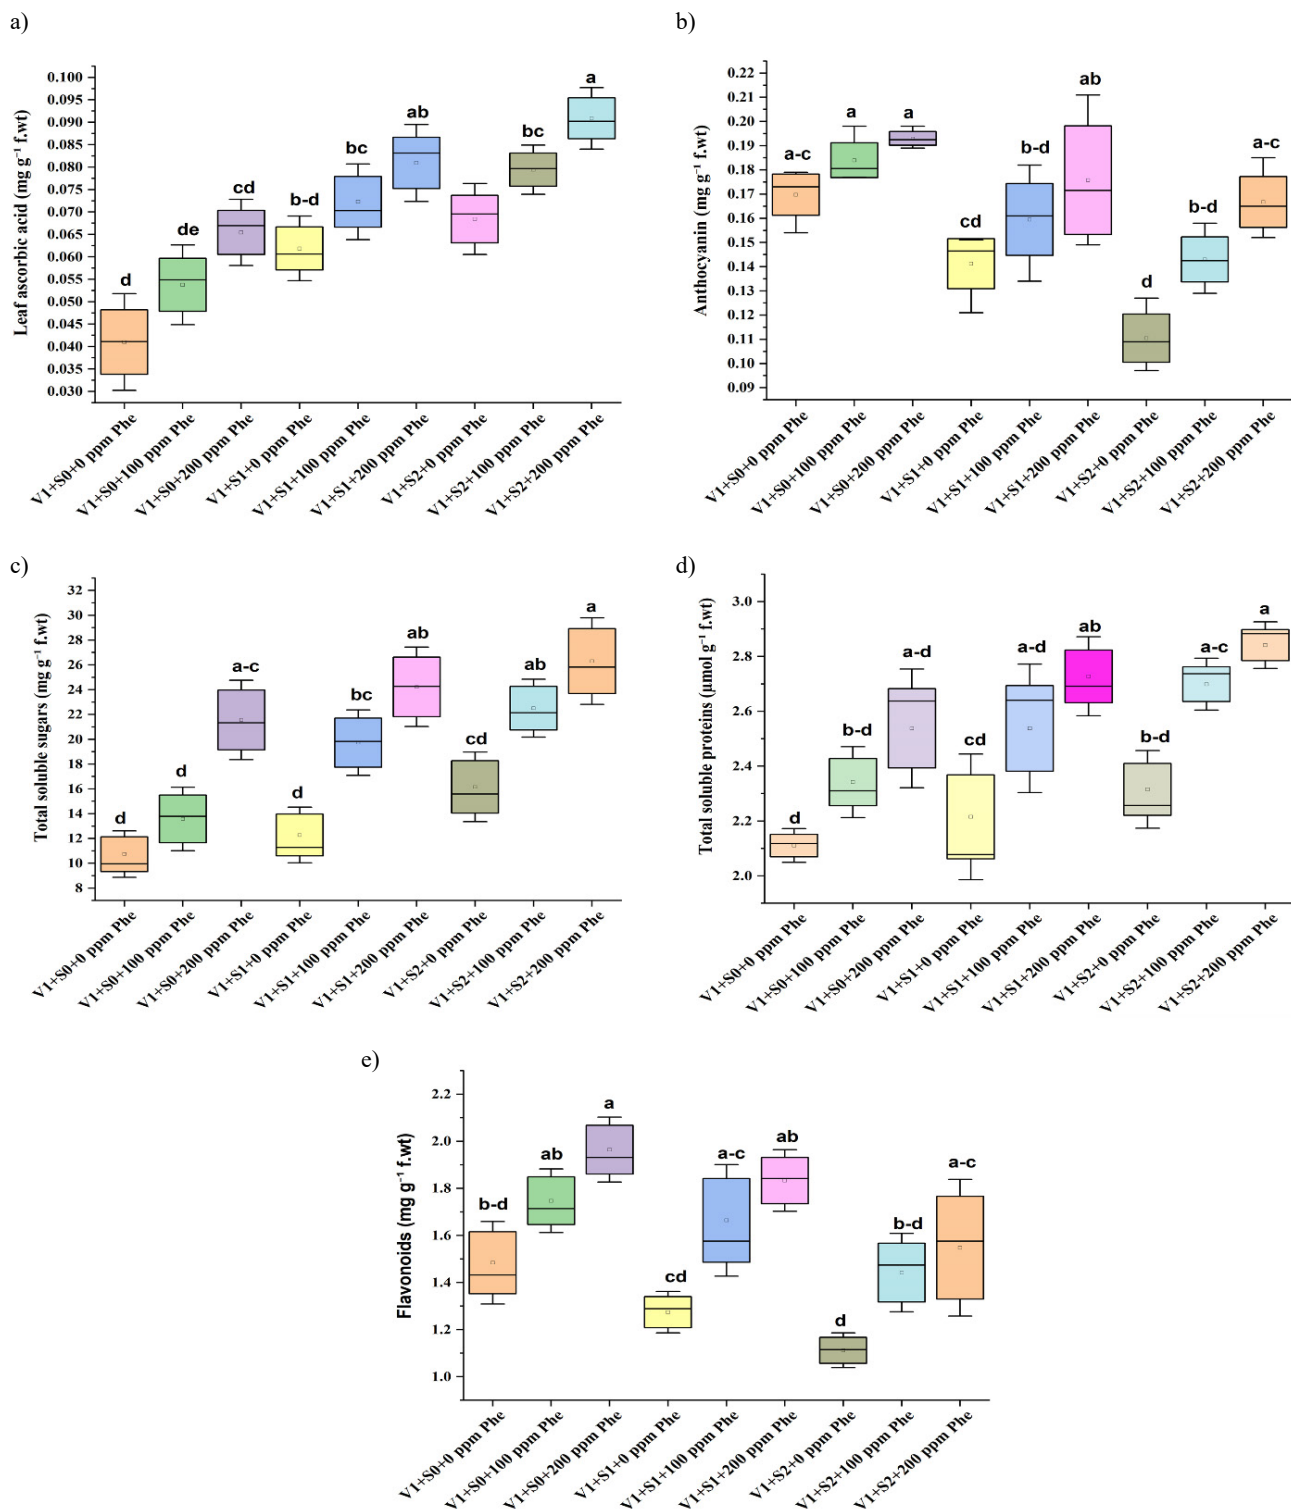 a)
Leaf ascorbic acid (mg g⁻¹ f.wt)
0.100
0.095
0.090
0.085
0.080
0.075
0.070
0.065
0.060
0.055
0.050
0.045
0.040
0.035
0.030
d
de
cd
b-d
bc
ab
bc
a
V1+S0+0 ppm Phe
V1+S0+100 ppm Phe
V1+S0+200 ppm Phe
V1+S1+0 ppm Phe
V1+S1+100 ppm Phe
V1+S1+200 ppm Phe
V1+S2+0 ppm Phe
V1+S2+100 ppm Phe
V1+S2+200 ppm Phe
b)
Anthocyanin (mg g⁻¹ f.wt)
0.22
0.21
0.20
0.19
0.18
0.17
0.16
0.15
0.14
0.13
0.12
0.11
0.10
0.09
a-c
a
a
cd
b-d
ab
d
b-d
a-c
V1+S0+0 ppm Phe
V1+S0+100 ppm Phe
V1+S0+200 ppm Phe
V1+S1+0 ppm Phe
V1+S1+100 ppm Phe
V1+S1+200 ppm Phe
V1+S2+0 ppm Phe
V1+S2+100 ppm Phe
V1+S2+200 ppm Phe
c)
Total soluble sugars (mg g⁻¹ f.wt)
32
30
28
26
24
22
20
18
16
14
12
10
8
d
d
a-c
d
bc
ab
cd
ab
a
V1+S0+0 ppm Phe
V1+S0+100 ppm Phe
V1+S0+200 ppm Phe
V1+S1+0 ppm Phe
V1+S1+100 ppm Phe
V1+S1+200 ppm Phe
V1+S2+0 ppm Phe
V1+S2+100 ppm Phe
V1+S2+200 ppm Phe
d)
Total soluble proteins (µmol g⁻¹ f.wt)
3.0
2.8
2.6
2.4
2.2
2.0
d
b-d
a-d
cd
a-d
ab
b-d
a-c
a
V1+S0+0 ppm Phe
V1+S0+100 ppm Phe
V1+S0+200 ppm Phe
V1+S1+0 ppm Phe
V1+S1+100 ppm Phe
V1+S1+200 ppm Phe
V1+S2+0 ppm Phe
V1+S2+100 ppm Phe
V1+S2+200 ppm Phe
e)
Flavonoids (mg g⁻¹ f.wt)
2.2
2.0
1.8
1.6
1.4
1.2
1.0
b-d
ab
a
cd
a-c
ab
d
b-d
a-c
V1+S0+0 ppm Phe
V1+S0+100 ppm Phe
V1+S0+200 ppm Phe
V1+S1+0 ppm Phe
V1+S1+100 ppm Phe
V1+S1+200 ppm Phe
V1+S2+0 ppm Phe
V1+S2+100 ppm Phe
V1+S2+200 ppm Phe